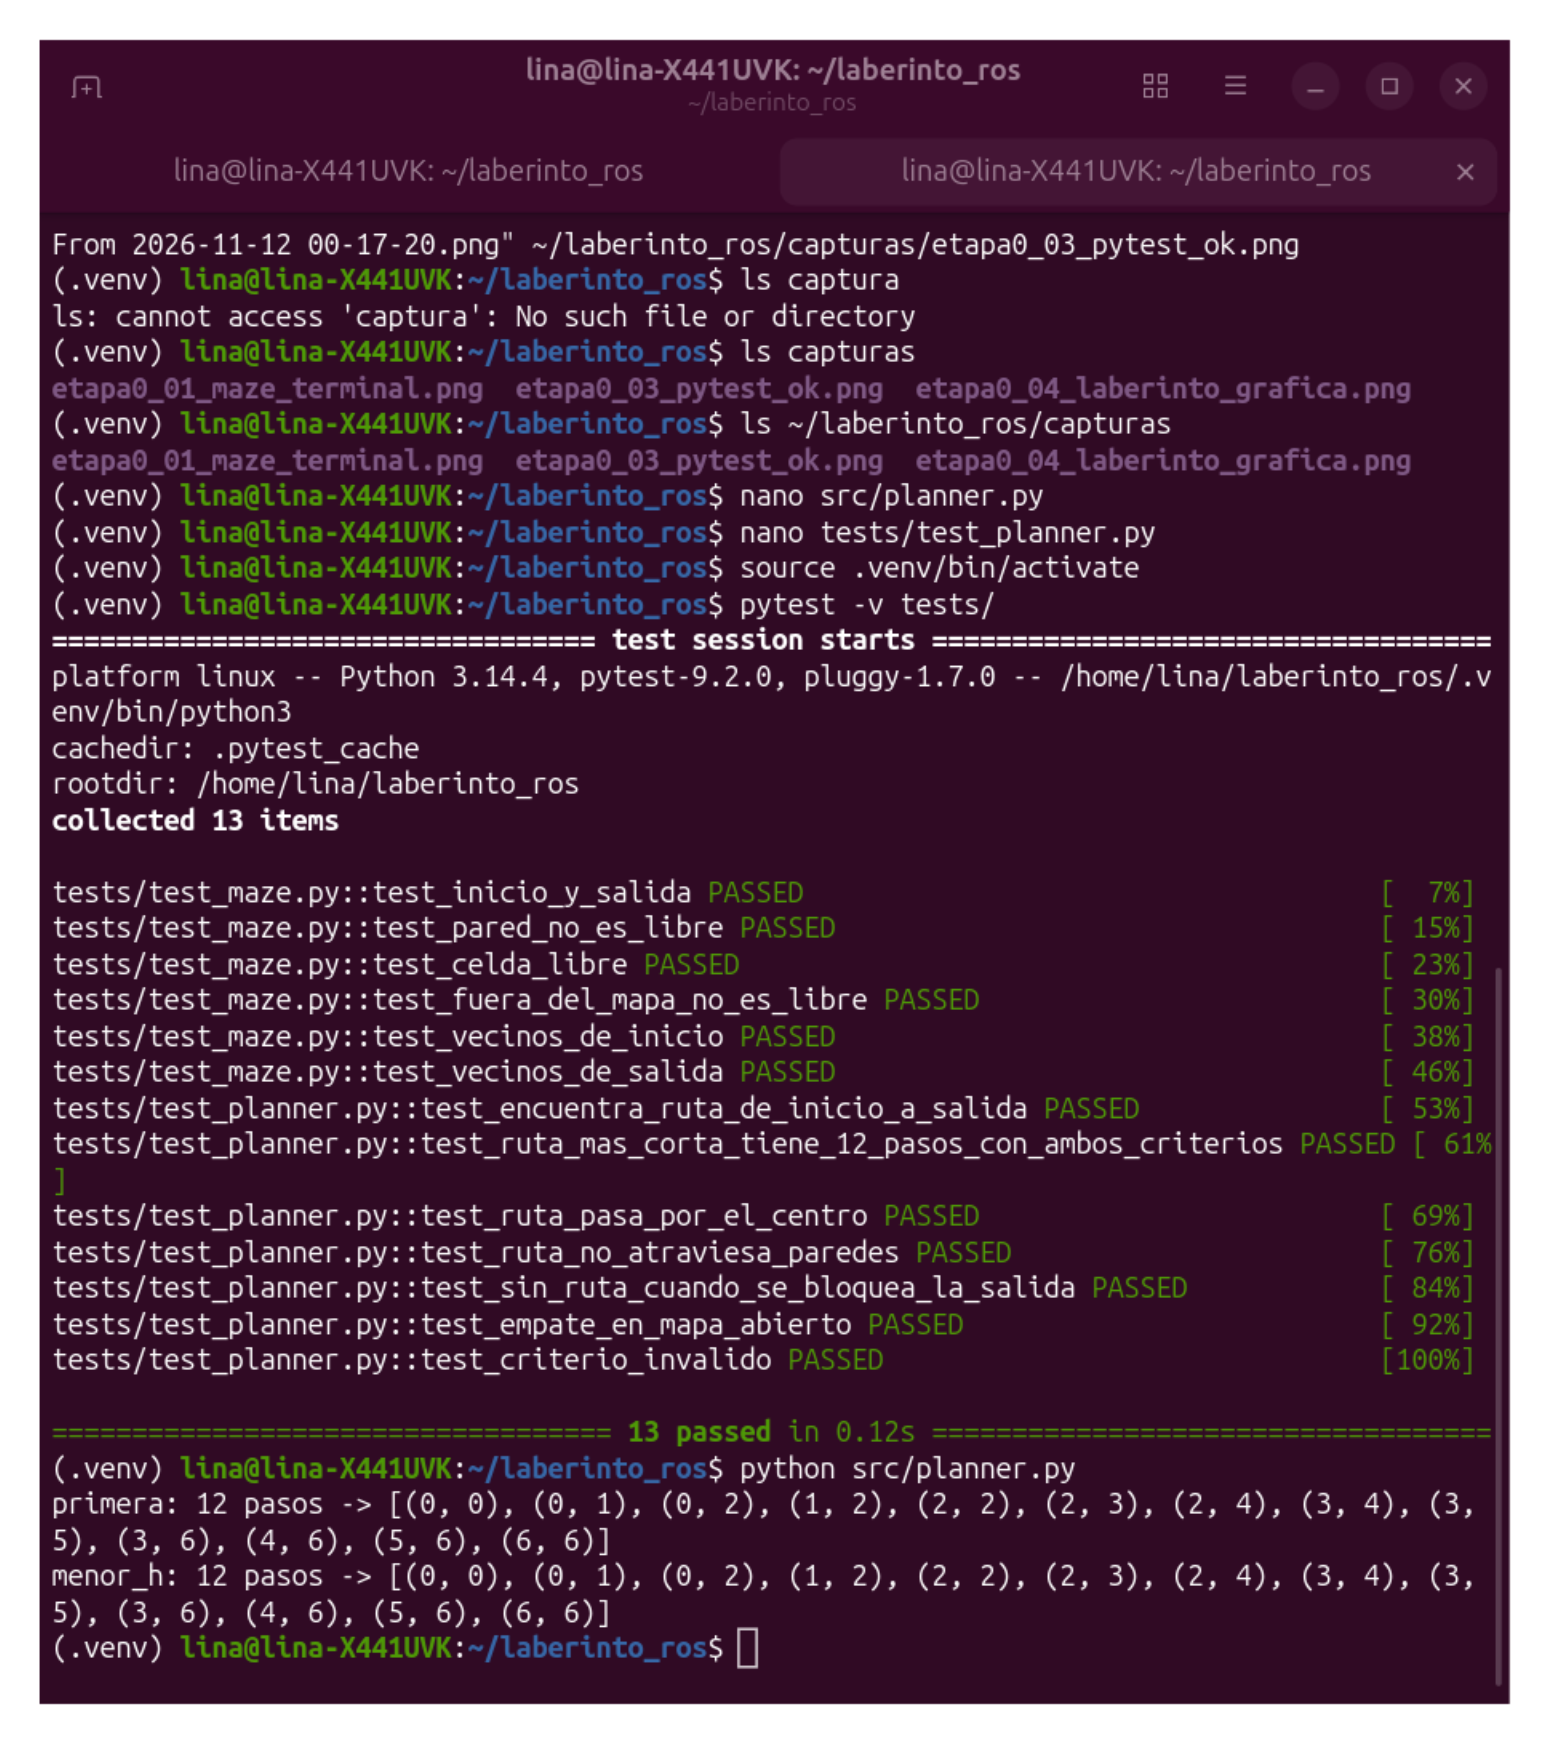 lina@lina-X441UVK: ~/laberinto_ros
~/laberinto_ros
lina@lina-X441UVK: ~/laberinto_ros
lina@lina-X441UVK: ~/laberinto_ros
From 2026-11-12 00-17-20.png" ~/laberinto_ros/capturas/etapa0_03_pytest_ok.png
(.venv) lina@lina-X441UVK:~/laberinto_ros$ ls captura
ls: cannot access 'captura': No such file or directory
(.venv) lina@lina-X441UVK:~/laberinto_ros$ ls capturas
etapa0_01_maze_terminal.png  etapa0_03_pytest_ok.png  etapa0_04_laberinto_grafica.png
(.venv) lina@lina-X441UVK:~/laberinto_ros$ ls ~/laberinto_ros/capturas
etapa0_01_maze_terminal.png  etapa0_03_pytest_ok.png  etapa0_04_laberinto_grafica.png
(.venv) lina@lina-X441UVK:~/laberinto_ros$ nano src/planner.py
(.venv) lina@lina-X441UVK:~/laberinto_ros$ nano tests/test_planner.py
(.venv) lina@lina-X441UVK:~/laberinto_ros$ source .venv/bin/activate
(.venv) lina@lina-X441UVK:~/laberinto_ros$ pytest -v tests/
================================== test session starts ===================================
platform linux -- Python 3.14.4, pytest-9.2.0, pluggy-1.7.0 -- /home/lina/laberinto_ros/.v
env/bin/python3
cachedir: .pytest_cache
rootdir: /home/lina/laberinto_ros
collected 13 items
tests/test_maze.py::test_inicio_y_salida PASSED [  7%]
tests/test_maze.py::test_pared_no_es_libre PASSED [ 15%]
tests/test_maze.py::test_celda_libre PASSED [ 23%]
tests/test_maze.py::test_fuera_del_mapa_no_es_libre PASSED [ 30%]
tests/test_maze.py::test_vecinos_de_inicio PASSED [ 38%]
tests/test_maze.py::test_vecinos_de_salida PASSED [ 46%]
tests/test_planner.py::test_encuentra_ruta_de_inicio_a_salida PASSED [ 53%]
tests/test_planner.py::test_ruta_mas_corta_tiene_12_pasos_con_ambos_criterios PASSED [ 61%
]
tests/test_planner.py::test_ruta_pasa_por_el_centro PASSED [ 69%]
tests/test_planner.py::test_ruta_no_atraviesa_paredes PASSED [ 76%]
tests/test_planner.py::test_sin_ruta_cuando_se_bloquea_la_salida PASSED [ 84%]
tests/test_planner.py::test_empate_en_mapa_abierto PASSED [ 92%]
tests/test_planner.py::test_criterio_invalido PASSED [100%]
=================================== 13 passed in 0.12s ===================================
(.venv) lina@lina-X441UVK:~/laberinto_ros$ python src/planner.py
primera: 12 pasos -> [(0, 0), (0, 1), (0, 2), (1, 2), (2, 2), (2, 3), (2, 4), (3, 4), (3,
5), (3, 6), (4, 6), (5, 6), (6, 6)]
menor_h: 12 pasos -> [(0, 0), (0, 1), (0, 2), (1, 2), (2, 2), (2, 3), (2, 4), (3, 4), (3,
5), (3, 6), (4, 6), (5, 6), (6, 6)]
(.venv) lina@lina-X441UVK:~/laberinto_ros$